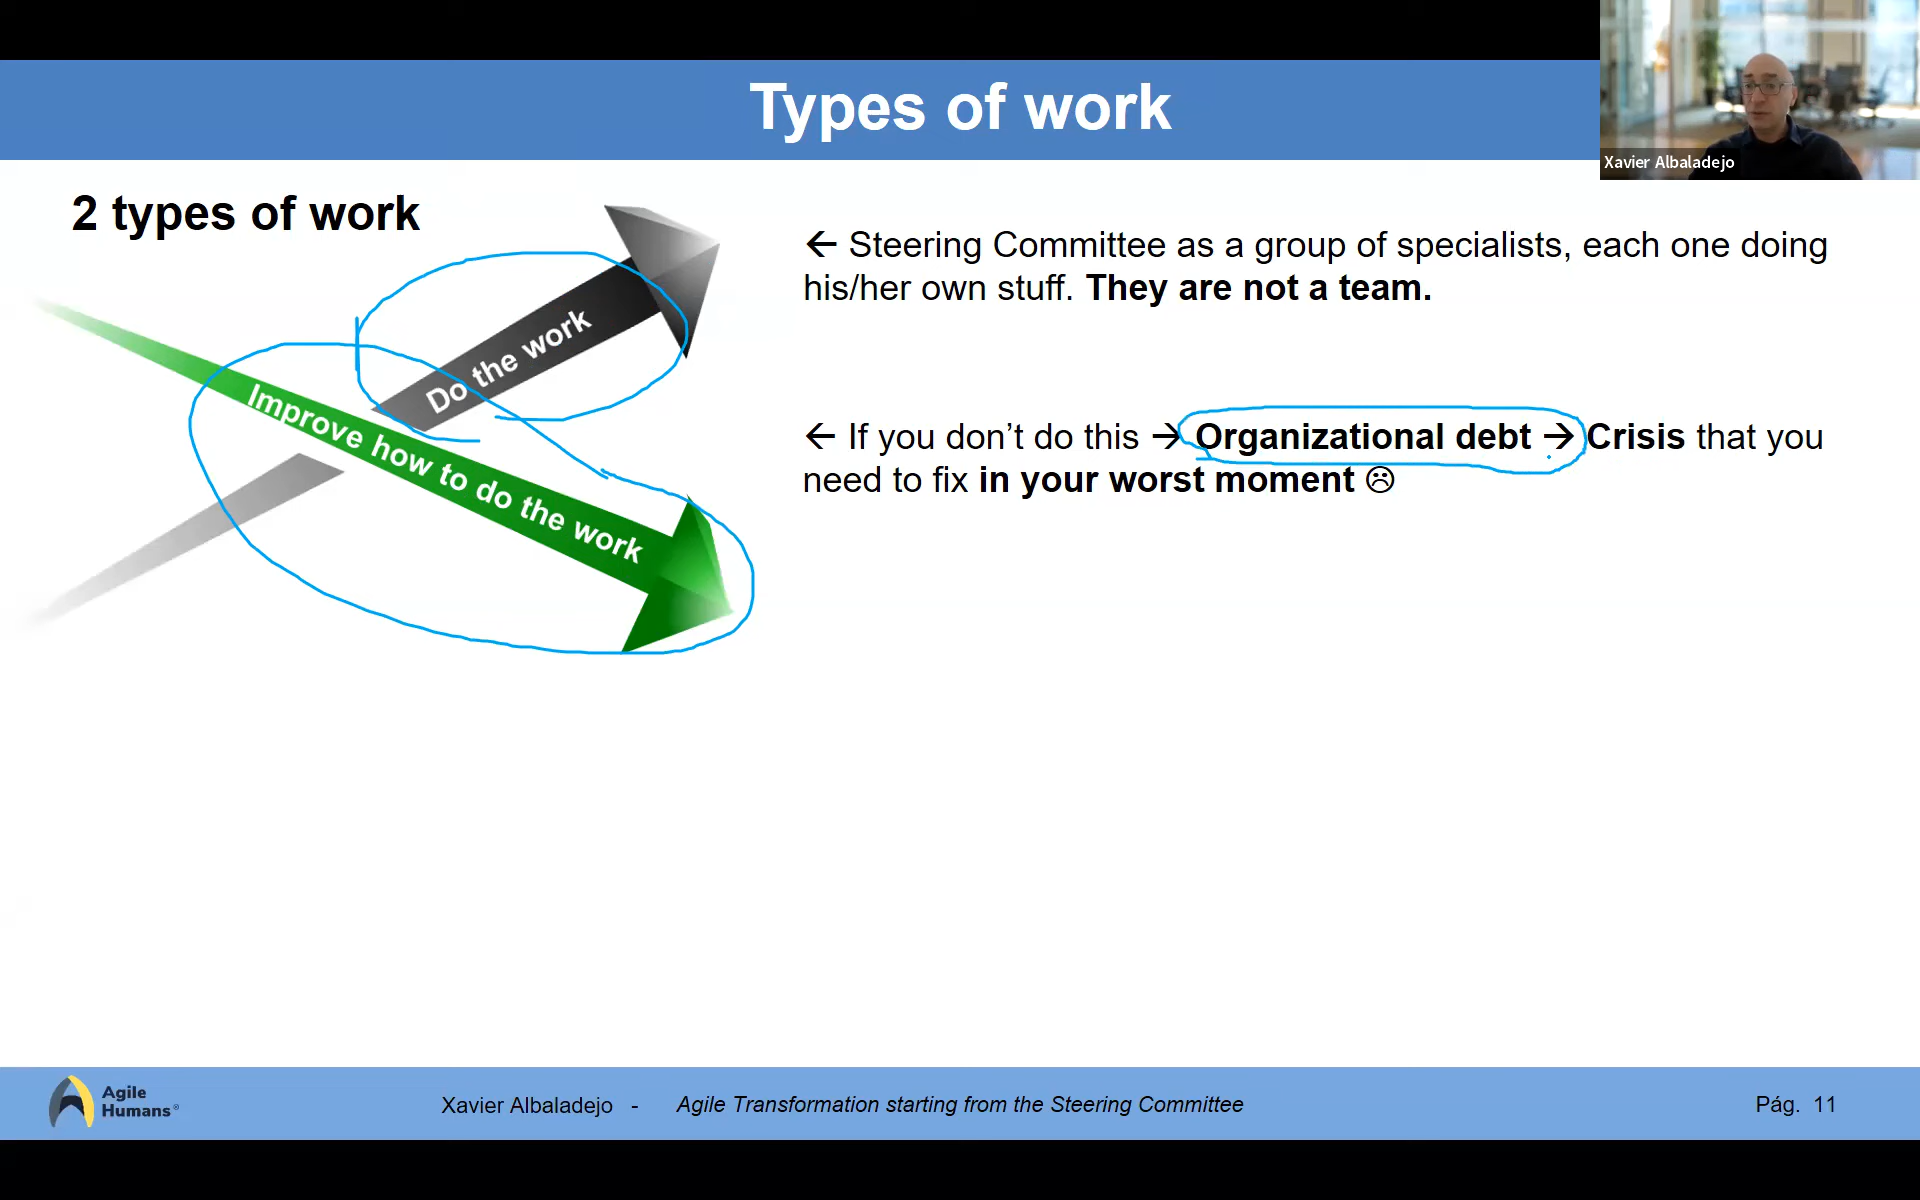 Types of work
Xavier Albaladejo
2 types of work
Do the work
Improve how to do the work
← Steering Committee as a group of specialists, each one doing
his/her own stuff. They are not a team.
← If you don’t do this → Organizational debt → Crisis that you
need to fix in your worst moment ☹
Agile
Humans®
Xavier Albaladejo - Agile Transformation starting from the Steering Committee
Pág. 11